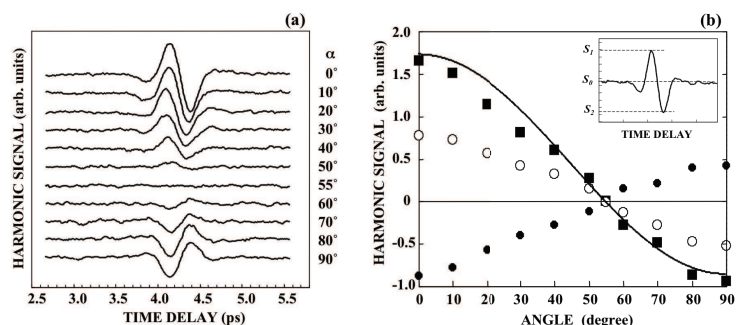 (a)
HARMONIC SIGNAL (arb. units)
α
0°
10°
20°
30°
40°
50°
55°
60°
70°
80°
90°
2.5 3.0 3.5 4.0 4.5 5.0 5.5
TIME DELAY (ps)
(b)
HARMONIC SIGNAL (arb. units)
2.0
1.5
1.0
0.5
0
-0.5
-1.0
S1
S0
S2
TIME DELAY
0 10 20 30 40 50 60 70 80 90
ANGLE (degree)